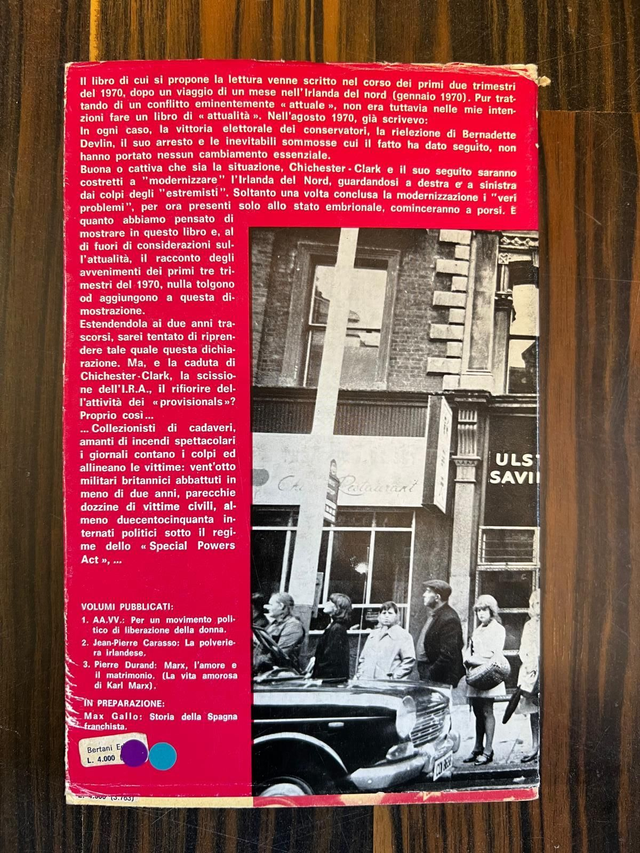 Il libro di cui si propone la lettura venne scritto nel corso dei primi due trimestri
del 1970, dopo un viaggio di un mese nell'Irlanda del nord (gennaio 1970). Pur trat-
tando di un conflitto eminentemente « attuale », non era tuttavia nelle mie inten-
zioni fare un libro di « attualità ». Nell'agosto 1970, già scrivevo:
In ogni caso, la vittoria elettorale dei conservatori, la rielezione di Bernadette
Devlin, il suo arresto e le inevitabili sommosse cui il fatto ha dato seguito, non
hanno portato nessun cambiamento essenziale.
Buona o cattiva che sia la situazione, Chichester-Clark e il suo seguito saranno
costretti a "modernizzare" l'Irlanda del Nord, guardandosi a destra e a sinistra
dai colpi degli "estremisti". Soltanto una volta conclusa la modernizzazione i "veri
problemi", per ora presenti solo allo stato embrionale, cominceranno a porsi. È
quanto abbiamo pensato di
mostrare in questo libro e, al
di fuori di considerazioni sul-
l'attualità, il racconto degli
avvenimenti dei primi tre tri-
mestri del 1970, nulla tolgono
od aggiungono a questa di-
mostrazione.
Estendendola ai due anni tra-
scorsi, sarei tentato di ripren-
dere tale quale questa dichia-
razione. Ma, e la caduta di
Chichester-Clark, la scissio-
ne dell'I.R.A., il rifiorire del-
l'attività dei « provisionals »?
Proprio così...
... Collezionisti di cadaveri,
amanti di incendi spettacolari
i giornali contano i colpi ed
allineano le vittime: vent'otto
militari britannici abbattuti in
meno di due anni, parecchie
dozzine di vittime civili, al-
meno duecentocinquanta in-
ternati politici sotto il regi-
me dello « Special Powers
Act », ...
Restaurant
ULST
SAVI
VOLUMI PUBBLICATI:
1. AA.VV.: Per un movimento poli-
tico di liberazione della donna.
2. Jean-Pierre Carasso: La polverie-
ra irlandese.
3. Pierre Durand: Marx, l'amore e
il matrimonio. (La vita amorosa
di Karl Marx).
IN PREPARAZIONE:
Max Gallo: Storia della Spagna
franchista.
Bertani
L. 4.000